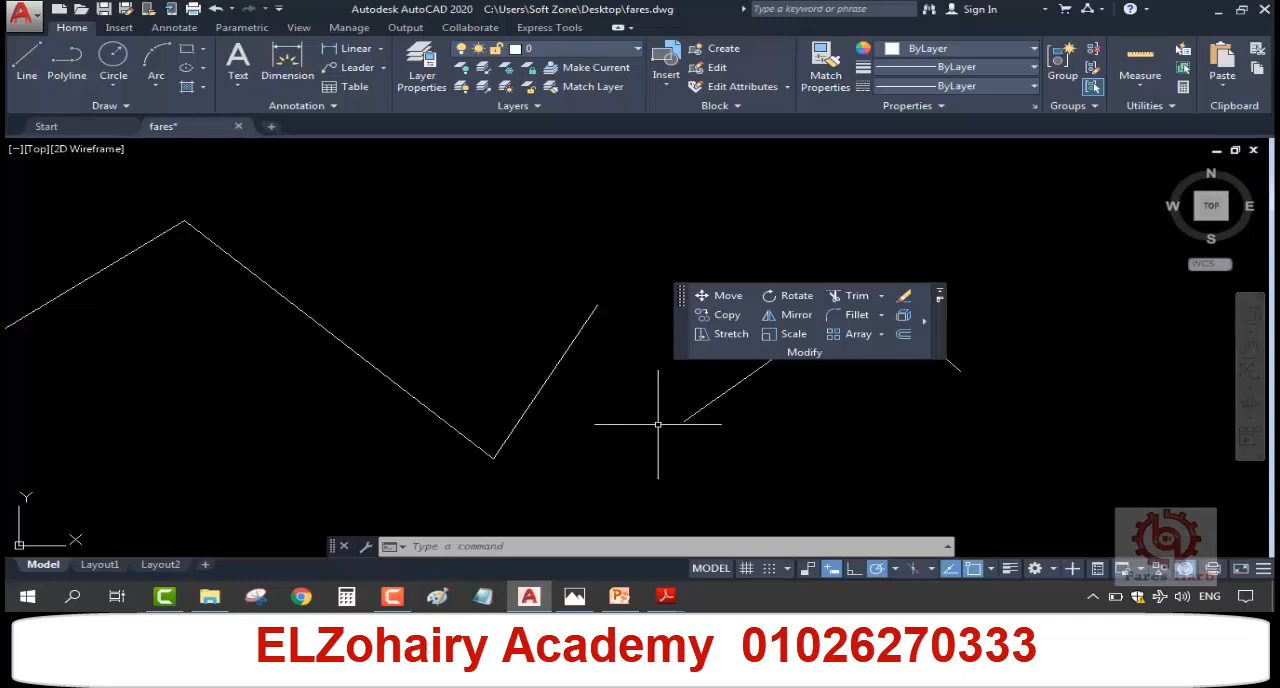 Autodesk AutoCAD 2020 C:\Users\Soft Zone\Desktop\fares.dwg Type a keyword or phrase Sign In
Home Insert Annotate Parametric View Manage Output Collaborate Express Tools
Line Polyline Circle Arc Text Dimension Linear Leader Table
Layer Properties 0 Make Current Match Layer
Insert Create Edit Edit Attributes
Match Properties ByLayer ByLayer ByLayer
Group Measure Paste
Draw Annotation Layers Block Properties Groups Utilities Clipboard
Start fares*
[−][Top][2D Wireframe]
N
W TOP E
S
WCS
Move Rotate Trim
Copy Mirror Fillet
Stretch Scale Array
Modify
Y
X
Type a command
Model Layout1 Layout2 MODEL
Fares Harb
ENG
ELZohairy Academy 01026270333